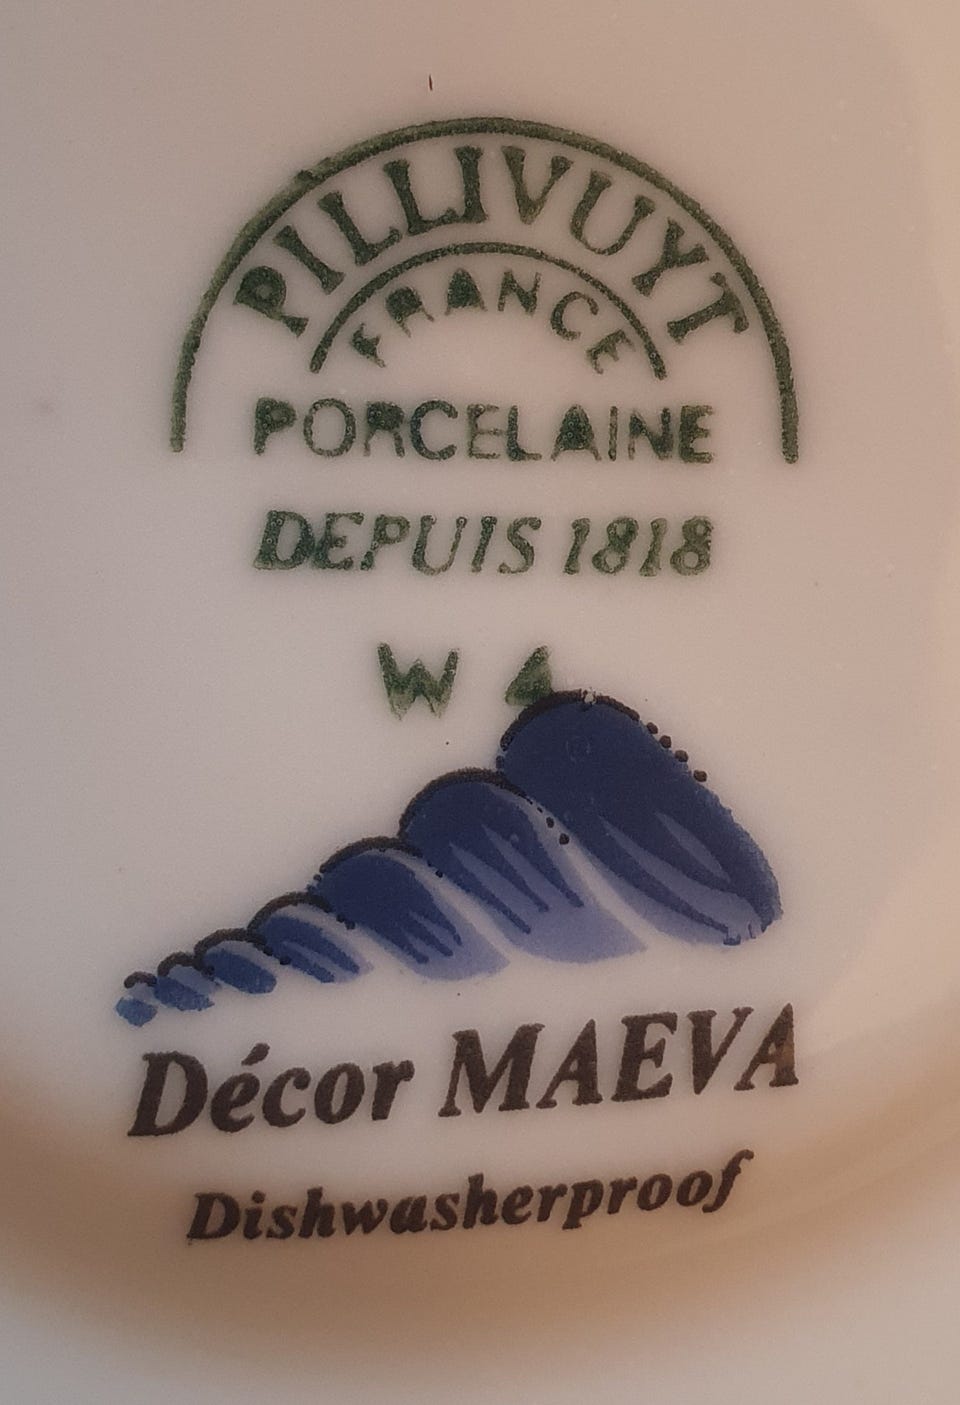 PILLIVUYT
FRANCE
PORCELAINE
DEPUIS 1818
W 4
Décor MAEVA
Dishwasherproof